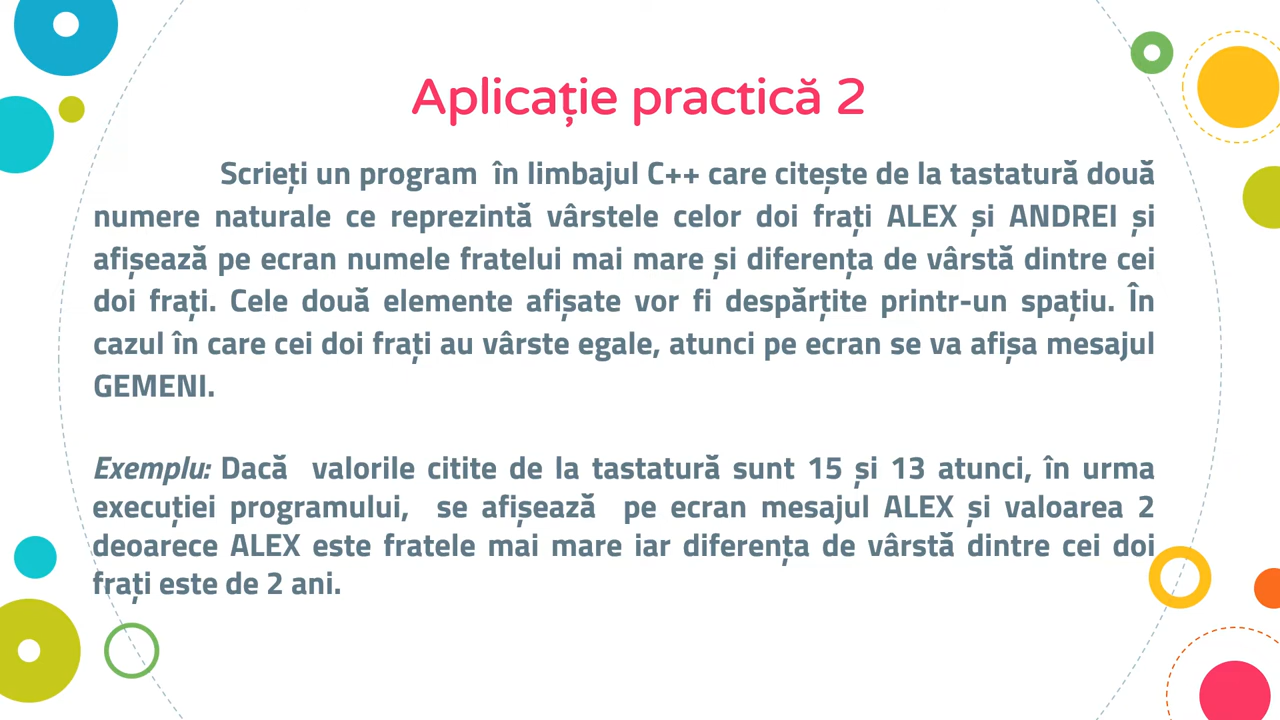 Aplicație practică 2
Scrieți un program în limbajul C++ care citește de la tastatură două
numere naturale ce reprezintă vârstele celor doi frați ALEX și ANDREI și
afișează pe ecran numele fratelui mai mare și diferența de vârstă dintre cei
doi frați. Cele două elemente afișate vor fi despărțite printr-un spațiu. În
cazul în care cei doi frați au vârste egale, atunci pe ecran se va afișa mesajul
GEMENI.
Exemplu: Dacă valorile citite de la tastatură sunt 15 și 13 atunci, în urma
execuției programului, se afișează pe ecran mesajul ALEX și valoarea 2
deoarece ALEX este fratele mai mare iar diferența de vârstă dintre cei doi
frați este de 2 ani.